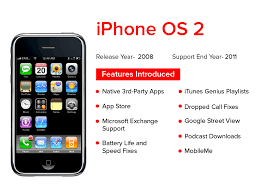 iPhone OS 2
Release Year- 2008
Support End Year- 2011
Features introduced
Native 3rd-Party Apps
App Store
Microsoft Exchange
Support
Battery Life and
Speed Fixes
iTunes Genius Playlists
Dropped Call Fixes
Google Street View
Podcast Downloads
MobileMe